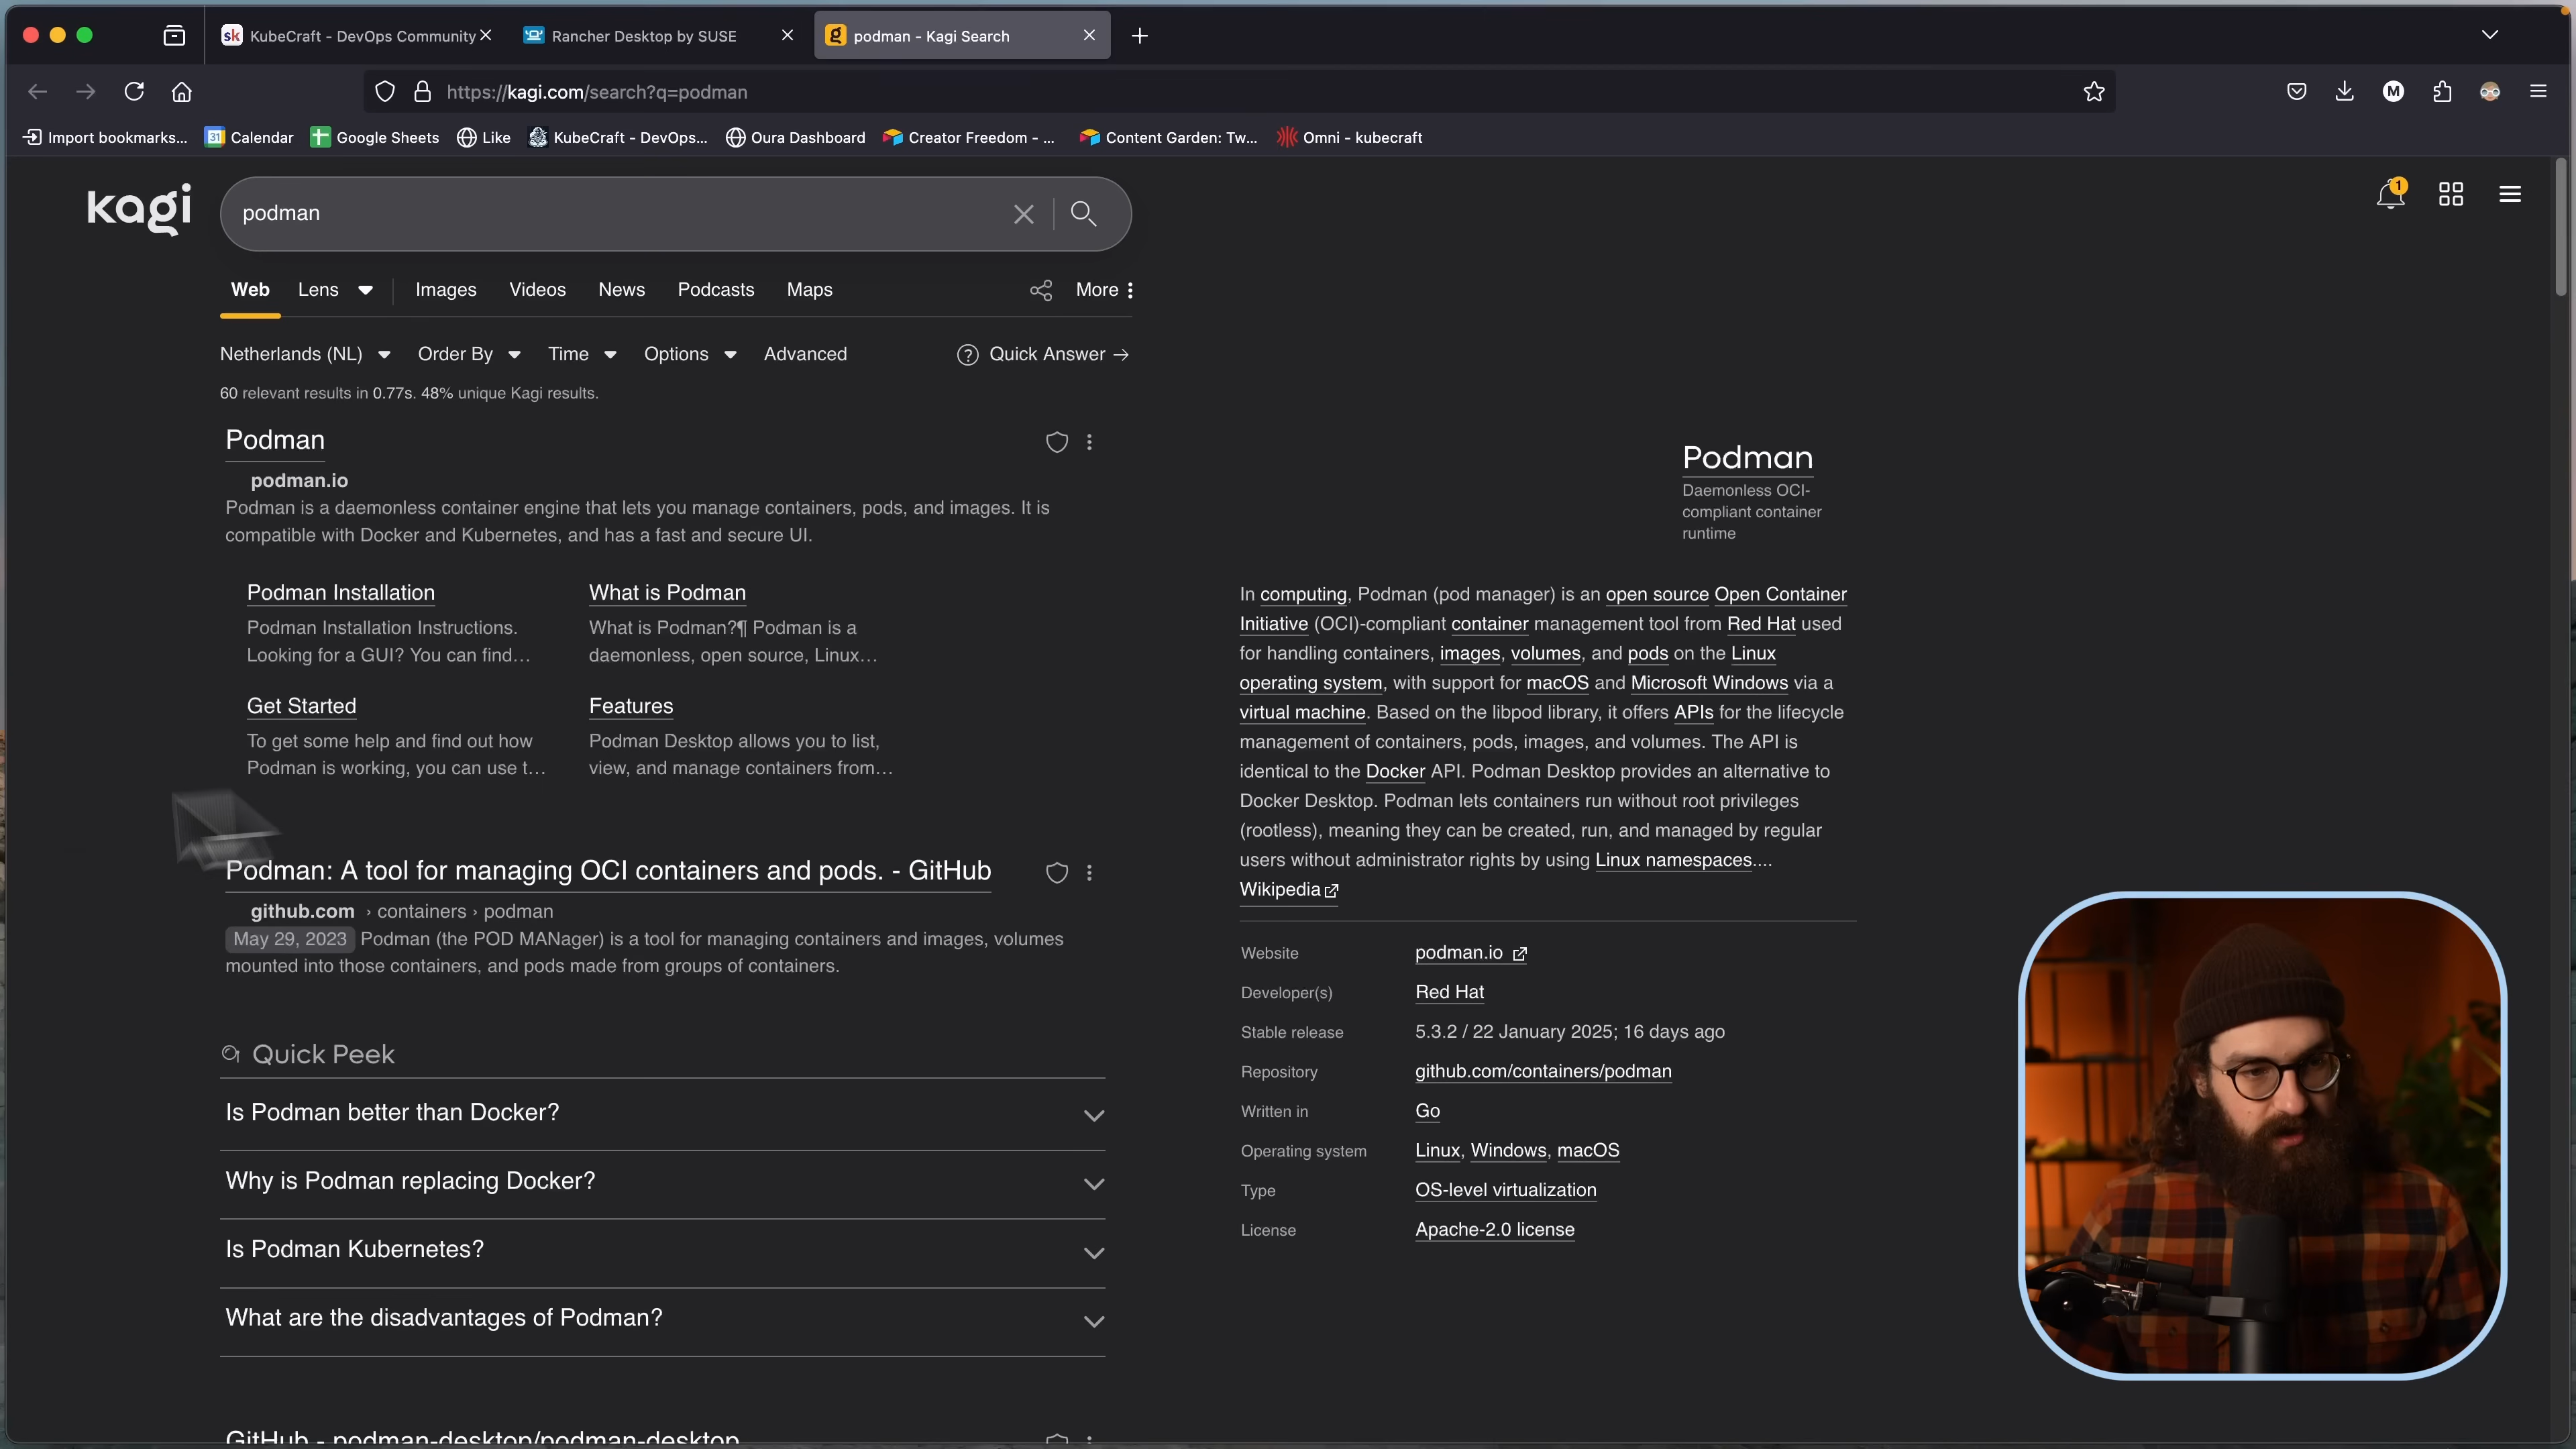 sk KubeCraft - DevOps Community
Rancher Desktop by SUSE
g podman - Kagi Search
https://kagi.com/search?q=podman
M
Import bookmarks...
31 Calendar
Google Sheets
Like
KubeCraft - DevOps...
Oura Dashboard
Creator Freedom - ...
Content Garden: Tw...
Omni - kubecraft
kagi
podman
1
Web
Lens
Images
Videos
News
Podcasts
Maps
More
Netherlands (NL)
Order By
Time
Options
Advanced
Quick Answer →
60 relevant results in 0.77s. 48% unique Kagi results.
Podman
podman.io
Podman is a daemonless container engine that lets you manage containers, pods, and images. It is
compatible with Docker and Kubernetes, and has a fast and secure UI.
Podman Installation
Podman Installation Instructions.
Looking for a GUI? You can find...
What is Podman
What is Podman?¶ Podman is a
daemonless, open source, Linux...
Get Started
To get some help and find out how
Podman is working, you can use t...
Features
Podman Desktop allows you to list,
view, and manage containers from...
Podman: A tool for managing OCI containers and pods. - GitHub
github.com › containers › podman
May 29, 2023 Podman (the POD MANager) is a tool for managing containers and images, volumes
mounted into those containers, and pods made from groups of containers.
Quick Peek
Is Podman better than Docker?
Why is Podman replacing Docker?
Is Podman Kubernetes?
What are the disadvantages of Podman?
GitHub - podman-desktop/podman-desktop
Podman
Daemonless OCI-
compliant container
runtime
In computing, Podman (pod manager) is an open source Open Container
Initiative (OCI)-compliant container management tool from Red Hat used
for handling containers, images, volumes, and pods on the Linux
operating system, with support for macOS and Microsoft Windows via a
virtual machine. Based on the libpod library, it offers APIs for the lifecycle
management of containers, pods, images, and volumes. The API is
identical to the Docker API. Podman Desktop provides an alternative to
Docker Desktop. Podman lets containers run without root privileges
(rootless), meaning they can be created, run, and managed by regular
users without administrator rights by using Linux namespaces....
Wikipedia
Website podman.io
Developer(s) Red Hat
Stable release 5.3.2 / 22 January 2025; 16 days ago
Repository github.com/containers/podman
Written in Go
Operating system Linux, Windows, macOS
Type OS-level virtualization
License Apache-2.0 license